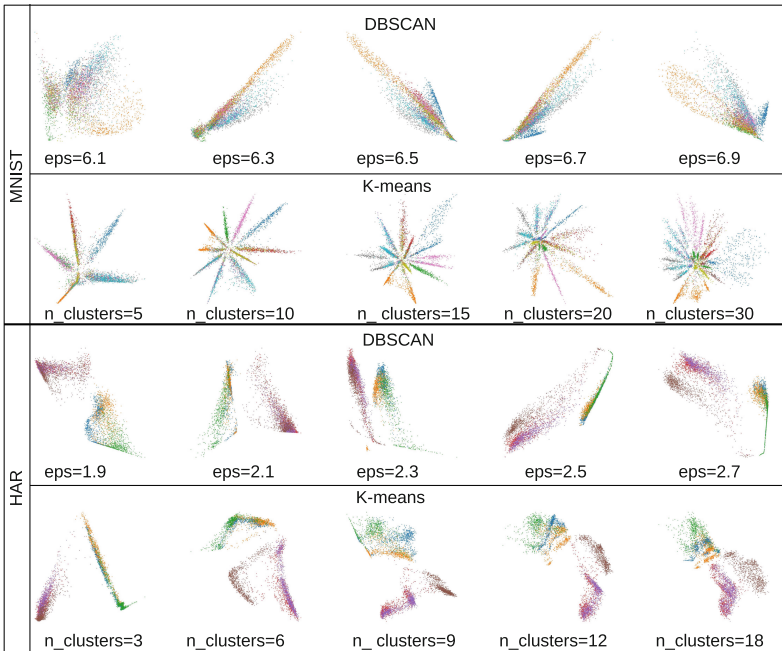 MNIST
DBSCAN
eps=6.1 eps=6.3 eps=6.5 eps=6.7 eps=6.9
K-means
n_clusters=5 n_clusters=10 n_ clusters=15 n_clusters=20 n_clusters=30
HAR
DBSCAN
eps=1.9 eps=2.1 eps=2.3 eps=2.5 eps=2.7
K-means
n_clusters=3 n_clusters=6 n_ clusters=9 n_clusters=12 n_clusters=18